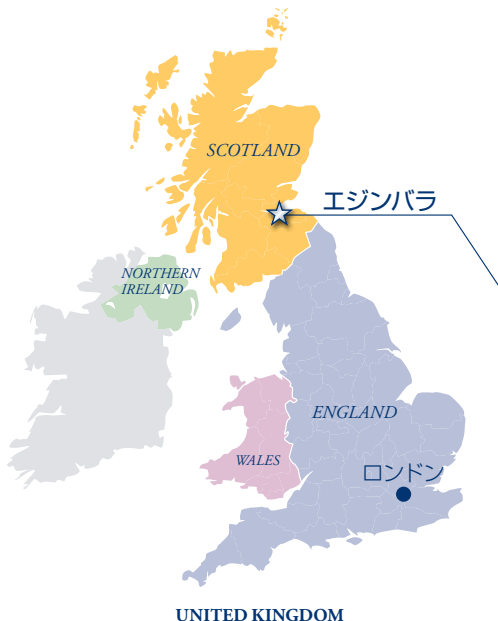 SCOTLAND
エジンバラ
NORTHERN
IRELAND
ENGLAND
WALES
ロンドン
UNITED KINGDOM